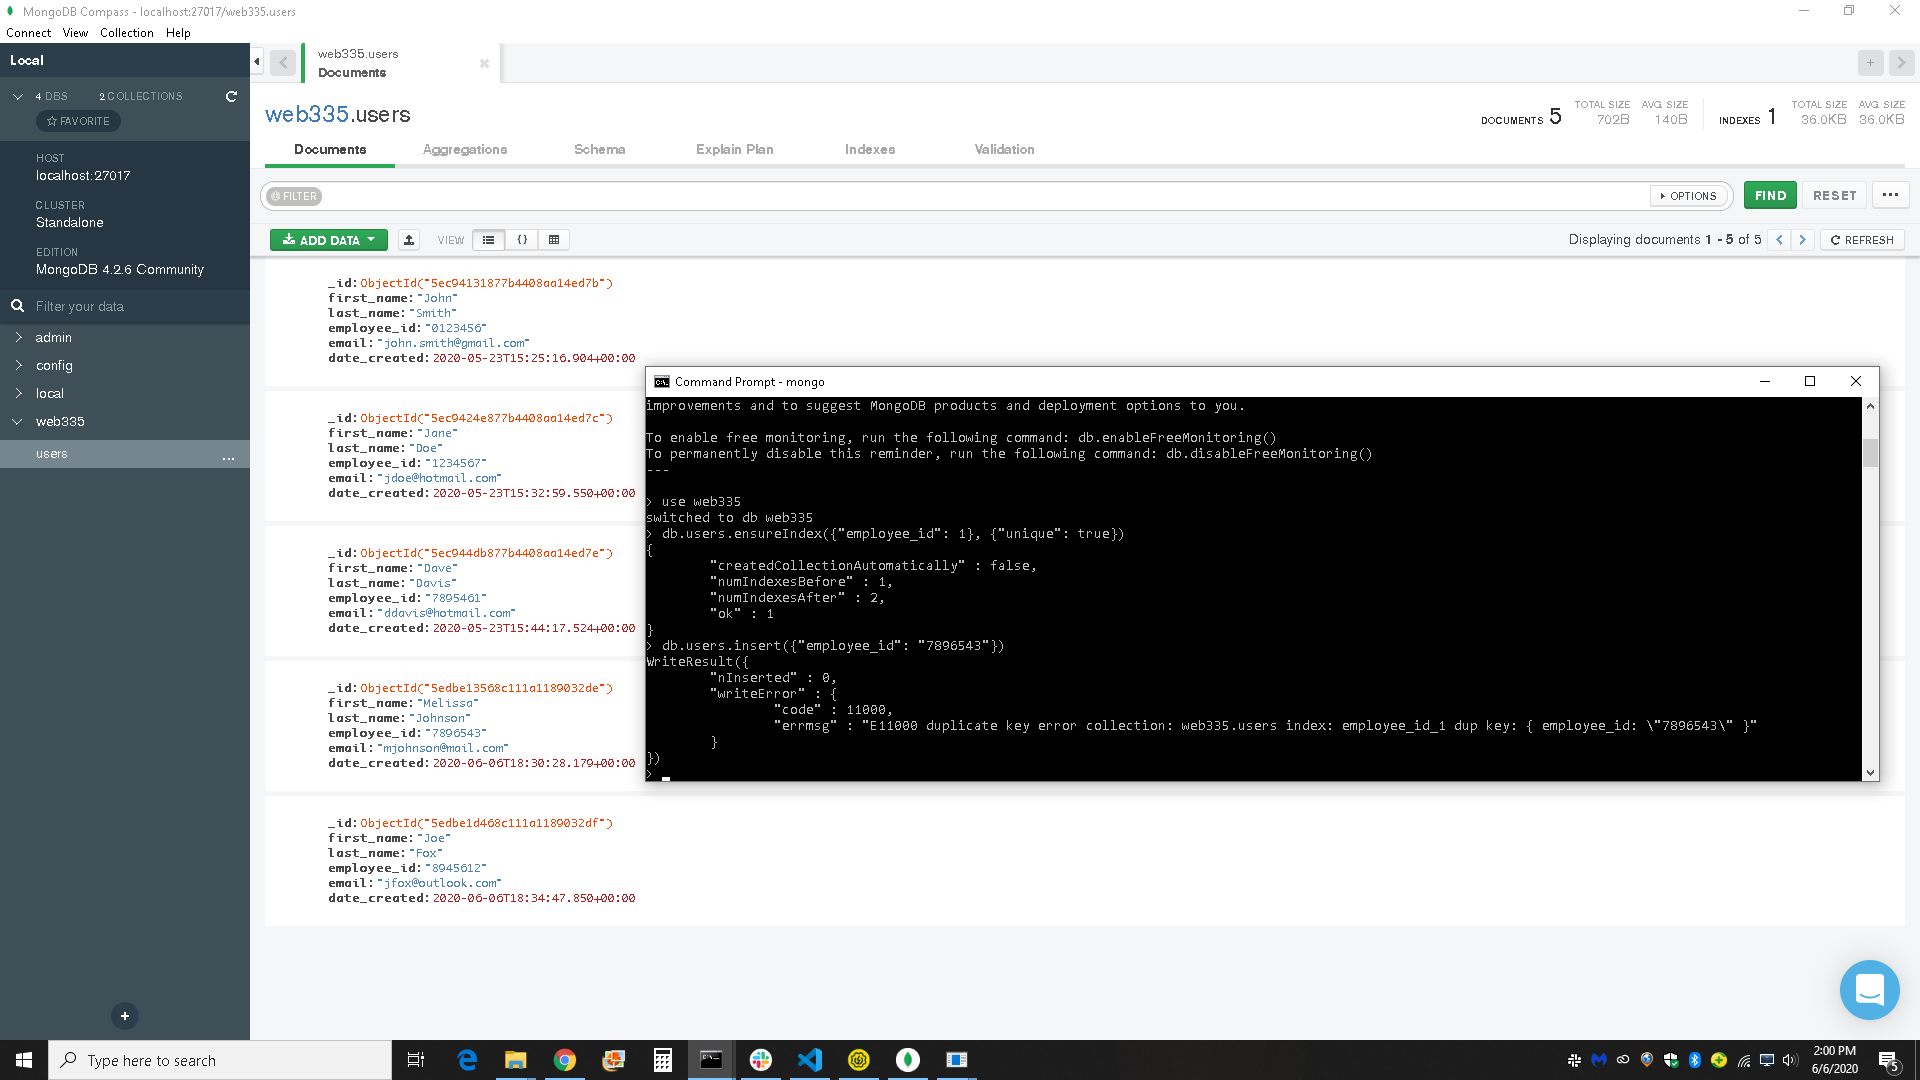 MongoDB Compass - localhost:27017/web335.users
Connect View Collection Help
Local
4 DBS 2 COLLECTIONS
FAVORITE
HOST
localhost:27017
CLUSTER
Standalone
EDITION
MongoDB 4.2.6 Community
Filter your data
admin
config
local
web335
users ...
web335.users
Documents
web335.users
DOCUMENTS 5
TOTAL SIZE
702B
AVG. SIZE
140B
INDEXES 1
TOTAL SIZE
36.0KB
AVG. SIZE
36.0KB
Documents Aggregations Schema Explain Plan Indexes Validation
FILTER OPTIONS FIND RESET ...
ADD DATA VIEW {} Displaying documents 1 - 5 of 5 < > REFRESH
_id: ObjectId("5ec94131877b4408aa14ed7b")
first_name: "John"
last_name: "Smith"
employee_id: "0123456"
email: "john.smith@gmail.com"
date_created: 2020-05-23T15:25:16.904+00:00
_id: ObjectId("5ec9424e877b4408aa14ed7c")
first_name: "Jane"
last_name: "Doe"
employee_id: "1234567"
email: "jdoe@hotmail.com"
date_created: 2020-05-23T15:32:59.550+00:00
_id: ObjectId("5ec944db877b4408aa14ed7e")
first_name: "Dave"
last_name: "Davis"
employee_id: "7895461"
email: "ddavis@hotmail.com"
date_created: 2020-05-23T15:44:17.524+00:00
_id: ObjectId("5edbe13568c111a1189032de")
first_name: "Melissa"
last_name: "Johnson"
employee_id: "7896543"
email: "mjohnson@mail.com"
date_created: 2020-06-06T18:30:28.179+00:00
_id: ObjectId("5edbe1d468c111a1189032df")
first_name: "Joe"
last_name: "Fox"
employee_id: "8945612"
email: "jfox@outlook.com"
date_created: 2020-06-06T18:34:47.850+00:00
Command Prompt - mongo
improvements and to suggest MongoDB products and deployment options to you.
To enable free monitoring, run the following command: db.enableFreeMonitoring()
To permanently disable this reminder, run the following command: db.disableFreeMonitoring()
---
> use web335
switched to db web335
> db.users.ensureIndex({"employee_id": 1}, {"unique": true})
{
"createdCollectionAutomatically" : false,
"numIndexesBefore" : 1,
"numIndexesAfter" : 2,
"ok" : 1
}
> db.users.insert({"employee_id": "7896543"})
WriteResult({
"nInserted" : 0,
"writeError" : {
"code" : 11000,
"errmsg" : "E11000 duplicate key error collection: web335.users index: employee_id_1 dup key: { employee_id: \"7896543\" }"
}
})
>
Type here to search
2:00 PM
6/6/2020
5